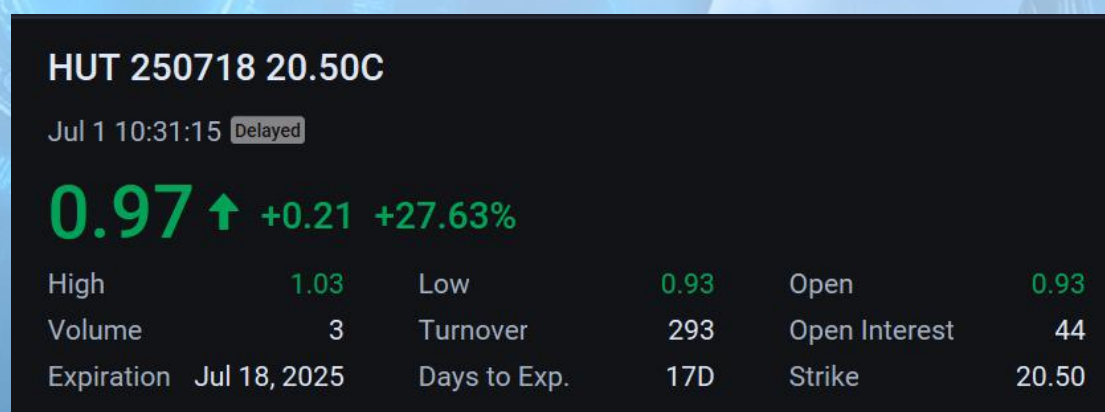 HUT 250718 20.50C
Jul 1 10:31:15 Delayed
0.97 ↑ +0.21 +27.63%
High 1.03 Low 0.93 Open 0.93
Volume 3 Turnover 293 Open Interest 44
Expiration Jul 18, 2025 Days to Exp. 17D Strike 20.50